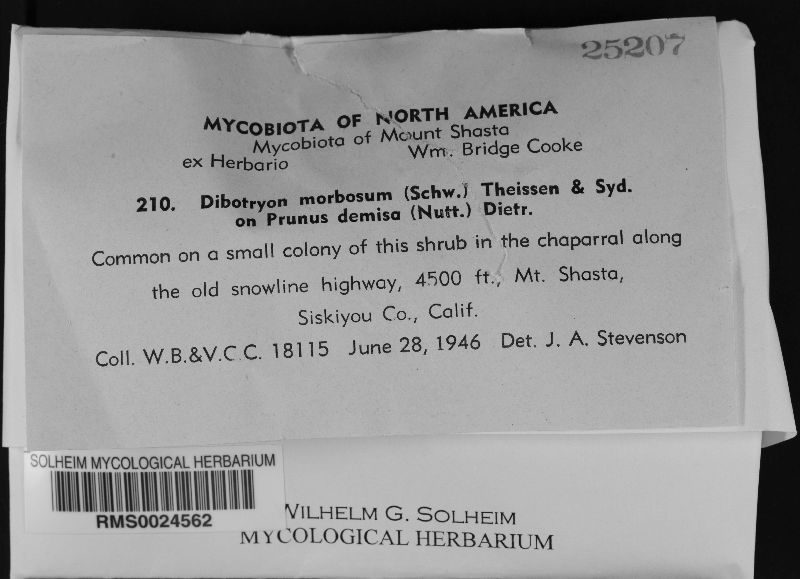 25207
MYCOBIOTA OF NORTH AMERICA
Mycobiota of Mount Shasta
ex Herbario Wm. Bridge Cooke
210. Dibotryon morbosum (Schw.) Theissen & Syd.
on Prunus demisa (Nutt.) Dietr.
Common on a small colony of this shrub in the chaparral along
the old snowline highway, 4500 ft., Mt. Shasta,
Siskiyou Co., Calif.
Coll. W.B.&V.C.C. 18115 June 28, 1946 Det. J. A. Stevenson
SOLHEIM MYCOLOGICAL HERBARIUM
RMS0024562
WILHELM G. SOLHEIM
MYCOLOGICAL HERBARIUM